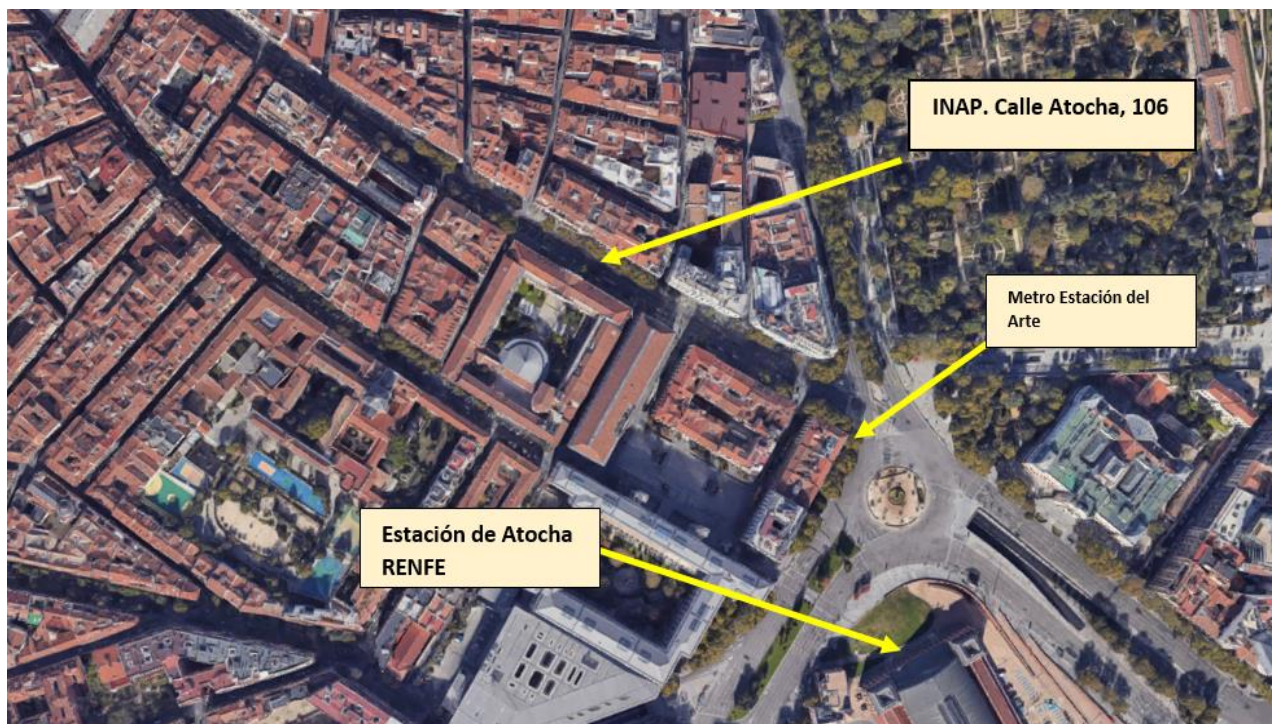 INAP. Calle Atocha, 106
Metro Estación del
Arte
Estación de Atocha
RENFE